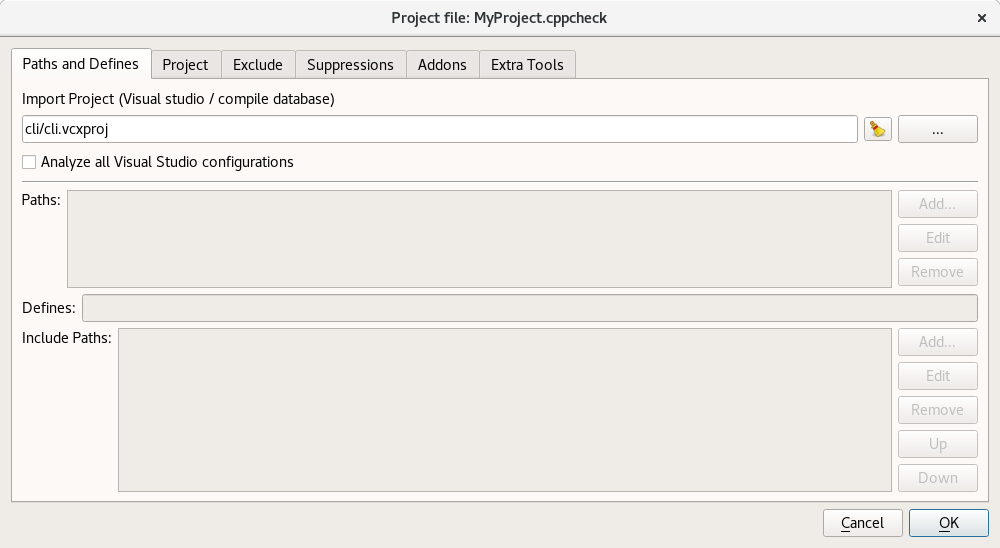 Project file: MyProject.cppcheck
Paths and Defines Project Exclude Suppressions Addons Extra Tools
Import Project (Visual studio / compile database)
cli/cli.vcxproj ...
Analyze all Visual Studio configurations
Paths: Add...
Edit
Remove
Defines:
Include Paths: Add...
Edit
Remove
Up
Down
Cancel OK